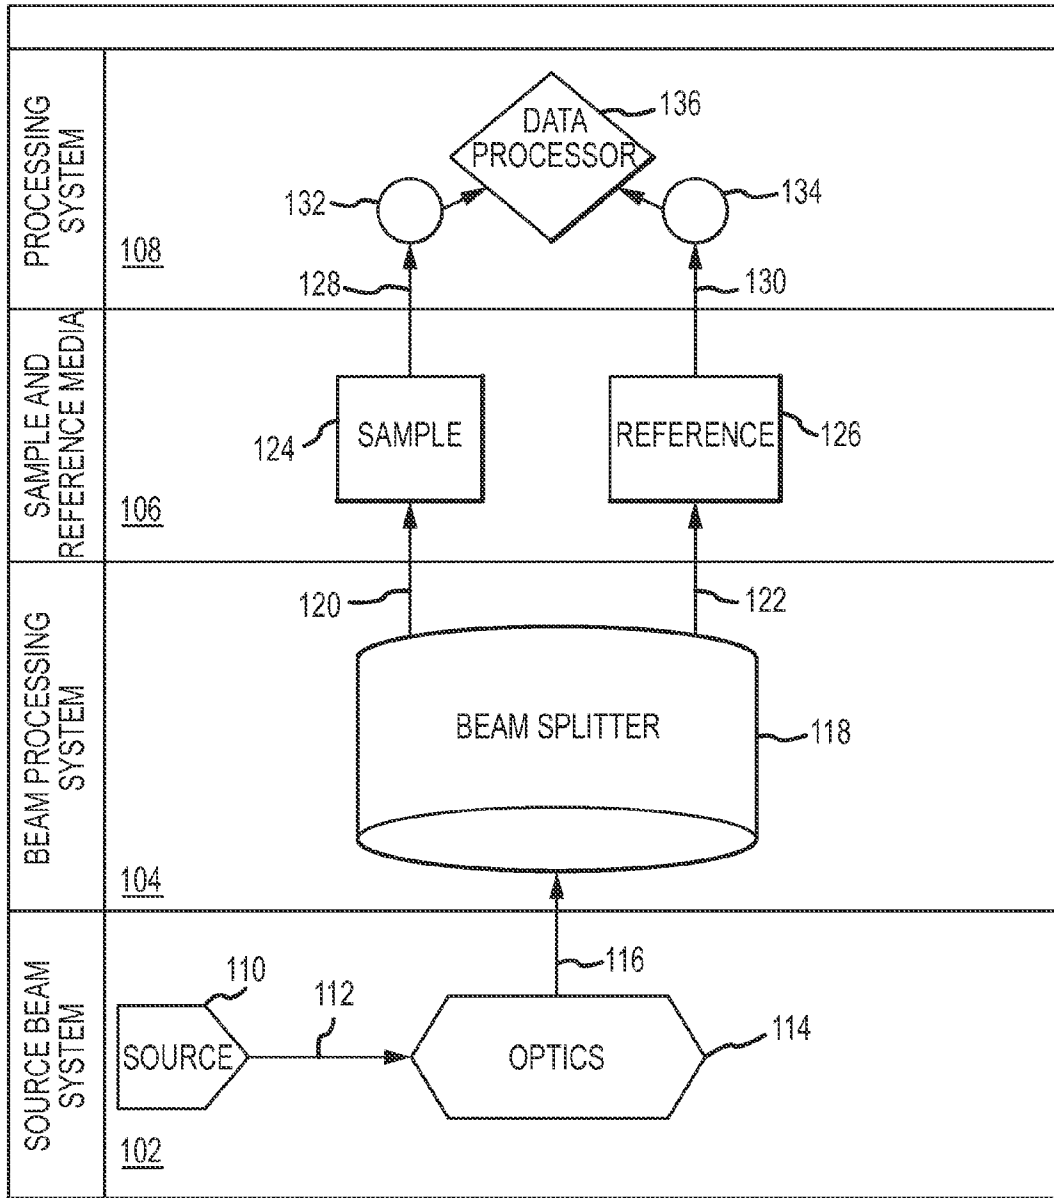 PROCESSING
SYSTEM
108
DATA
PROCESSOR
136
132
134
128
130
SAMPLE AND
REFERENCE MEDIA
106
124
SAMPLE
REFERENCE
126
120
122
BEAM PROCESSING
SYSTEM
104
BEAM SPLITTER
118
SOURCE BEAM
SYSTEM
102
116
110
112
SOURCE
OPTICS
114